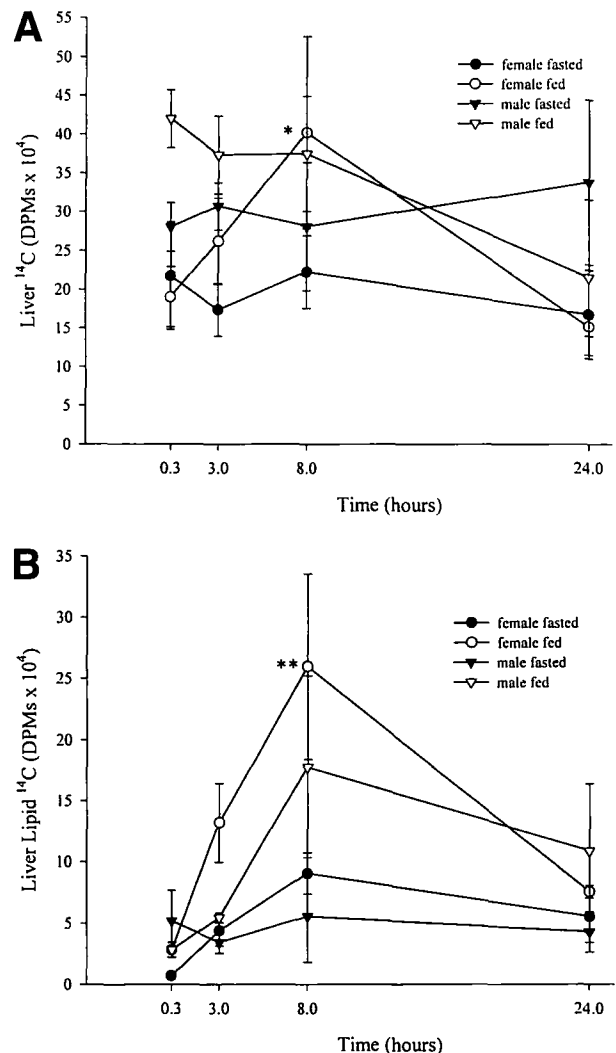 A
55
50
45
40
35
30
25
20
15
10
5
0
Liver ¹⁴C (DPMs x 10⁴)
female fasted
female fed
male fasted
male fed
*
0.3 3.0 8.0 24.0
Time (hours)
B
35
30
25
20
15
10
5
0
Liver Lipid ¹⁴C (DPMs x 10⁴)
female fasted
female fed
male fasted
male fed
**
0.3 3.0 8.0 24.0
Time (hours)